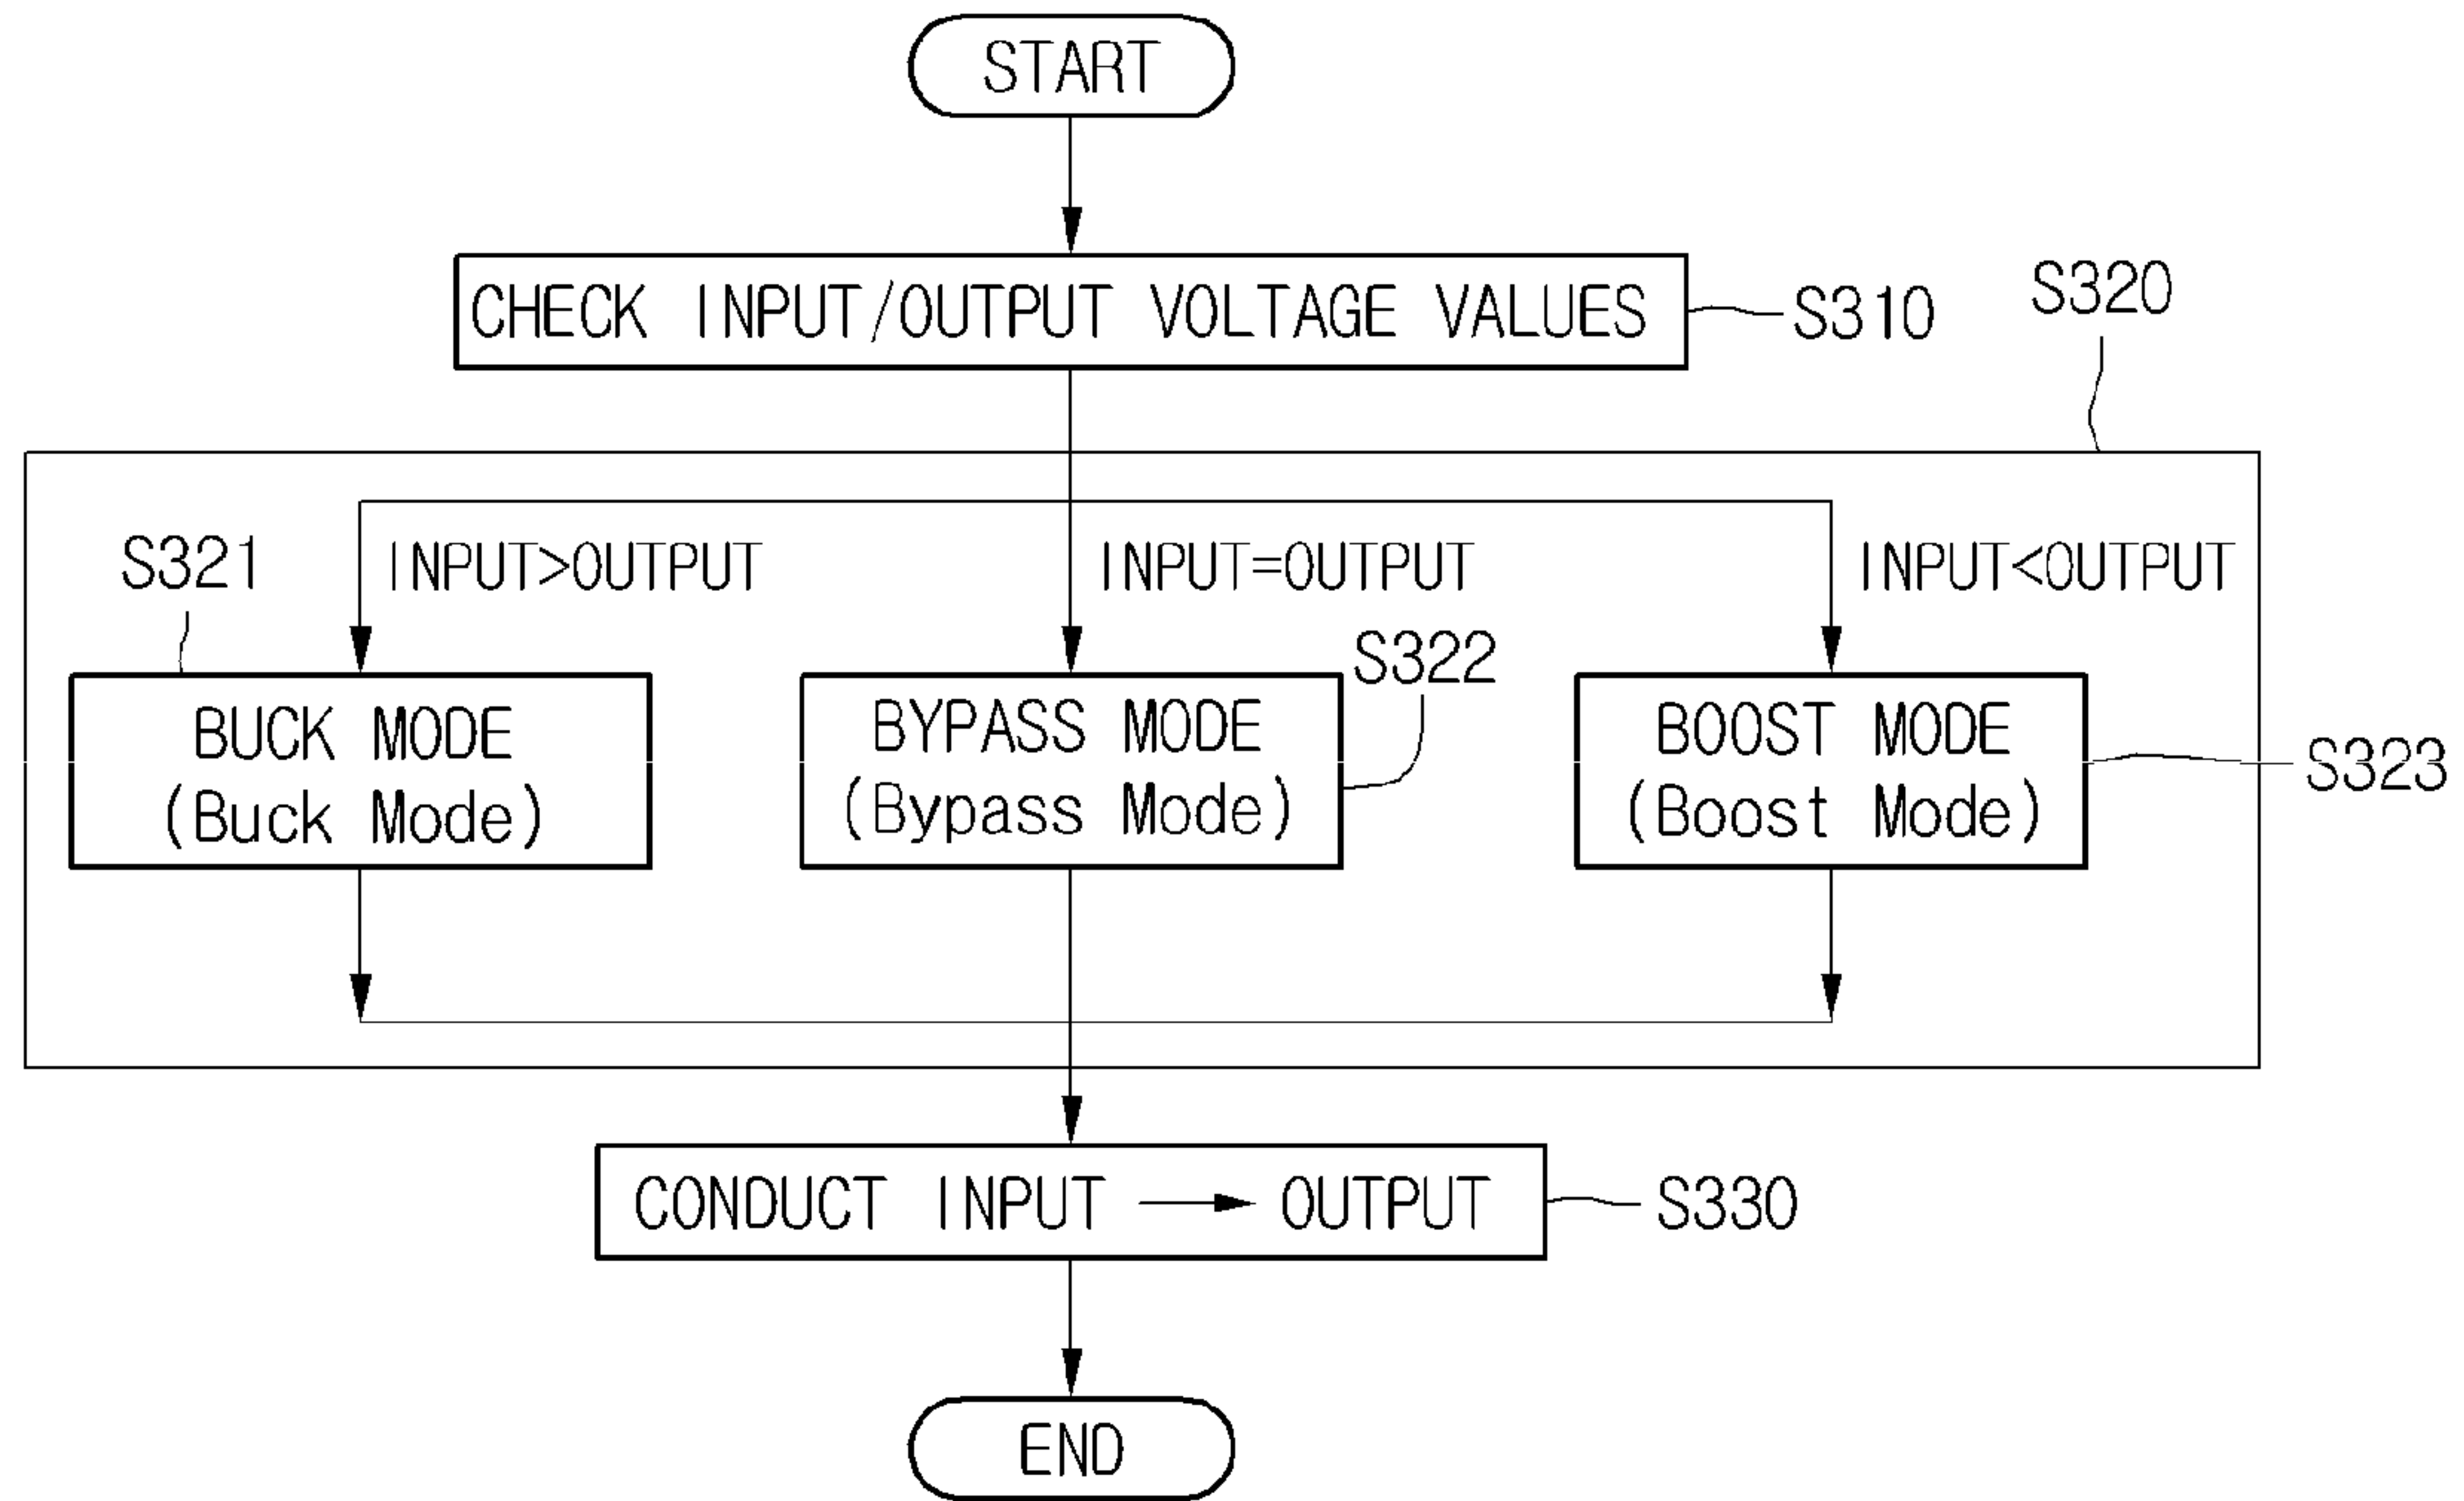 START
CHECK INPUT/OUTPUT VOLTAGE VALUES
S310
S320
S321
INPUT>OUTPUT
INPUT=OUTPUT
INPUT<OUTPUT
S322
BUCK MODE
(Buck Mode)
BYPASS MODE
(Bypass Mode)
BOOST MODE
(Boost Mode)
S323
CONDUCT INPUT → OUTPUT
S330
END